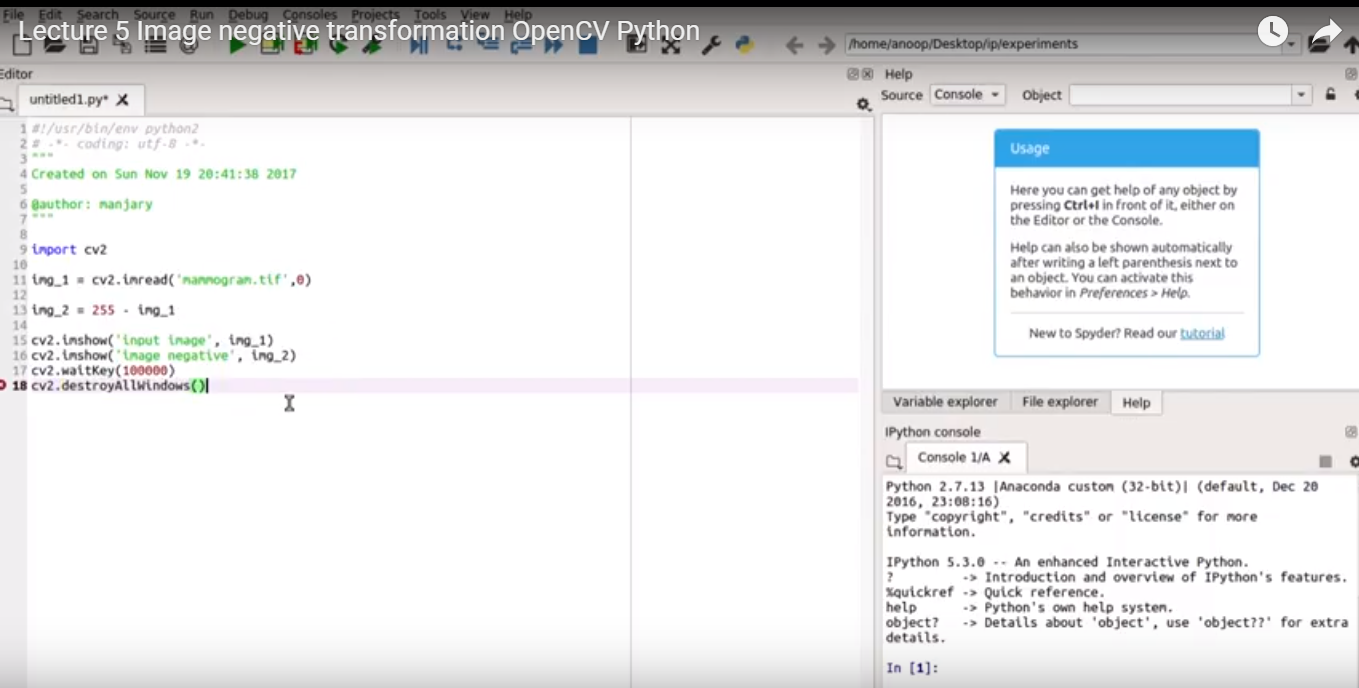 File Edit Search Source Run Debug Consoles Projects Tools View Help
Lecture 5 Image negative transformation OpenCV Python
/home/anoop/Desktop/ip/experiments
Editor
untitled1.py*
1 #!/usr/bin/env python2
2 # -*- coding: utf-8 -*-
3 """
4 Created on Sun Nov 19 20:41:38 2017
5
6 @author: manjary
7 """
8
9 import cv2
10
11 img_1 = cv2.imread('mammogram.tif',0)
12
13 img_2 = 255 - img_1
14
15 cv2.imshow('input image', img_1)
16 cv2.imshow('image negative', img_2)
17 cv2.waitKey(100000)
18 cv2.destroyAllWindows()
Help
Source Console Object
Usage
Here you can get help of any object by
pressing Ctrl+I in front of it, either on
the Editor or the Console.
Help can also be shown automatically
after writing a left parenthesis next to
an object. You can activate this
behavior in Preferences > Help.
New to Spyder? Read our tutorial
Variable explorer File explorer Help
IPython console
Console 1/A
Python 2.7.13 |Anaconda custom (32-bit)| (default, Dec 20
2016, 23:08:16)
Type "copyright", "credits" or "license" for more
information.
IPython 5.3.0 -- An enhanced Interactive Python.
? -> Introduction and overview of IPython's features.
%quickref -> Quick reference.
help -> Python's own help system.
object? -> Details about 'object', use 'object??' for extra
details.
In [1]: